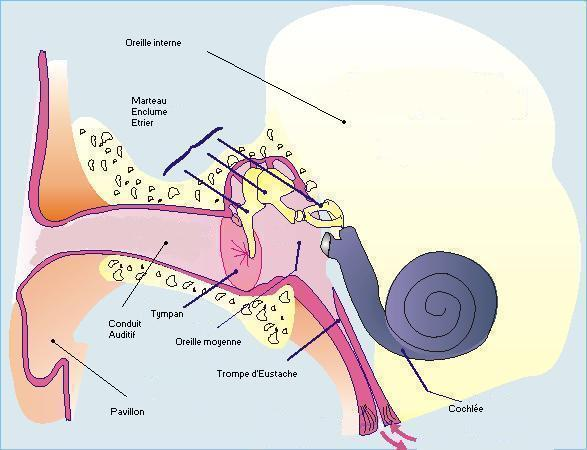 Oreille interne
Marteau
Enclume
Etrier
Tympan
Conduit
Auditif
Oreille moyenne
Trompe d'Eustache
Pavillon
Cochlée